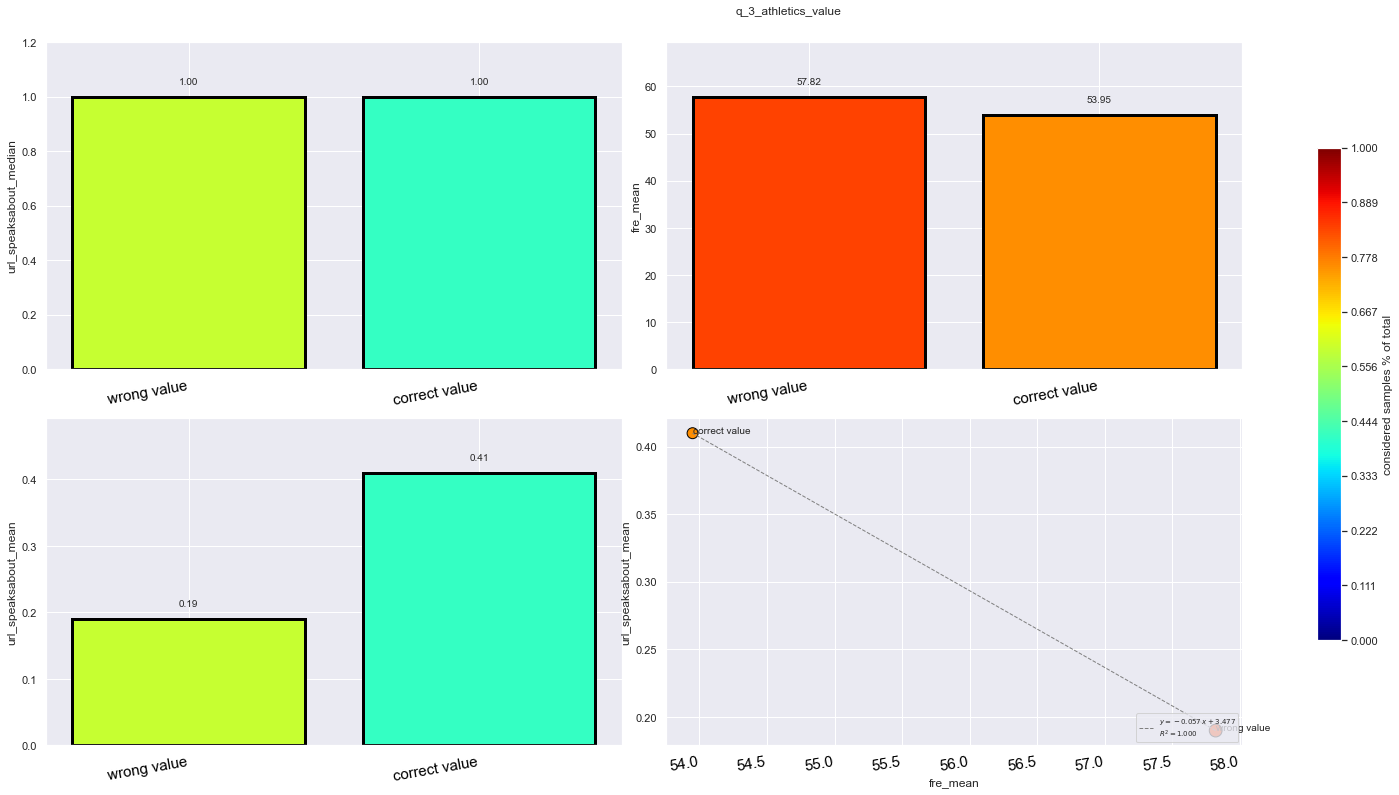 q_3_athletics_value
url_speaksabout_median
1.2
1.0
0.8
0.6
0.4
0.2
0.0
1.00
1.00
wrong value
correct value
fre_mean
60
50
40
30
20
10
0
57.82
53.95
wrong value
correct value
url_speaksabout_mean
0.4
0.3
0.2
0.1
0.0
0.19
0.41
wrong value
correct value
url_speaksabout_mean
0.40
0.35
0.30
0.25
0.20
correct value
wrong value
y = −0.057x + 3.477
R² = 1.000
54.0
54.5
55.0
55.5
56.0
56.5
57.0
57.5
58.0
fre_mean
1.000
0.889
0.778
0.667
0.556
0.444
0.333
0.222
0.111
0.000
considered samples % of total